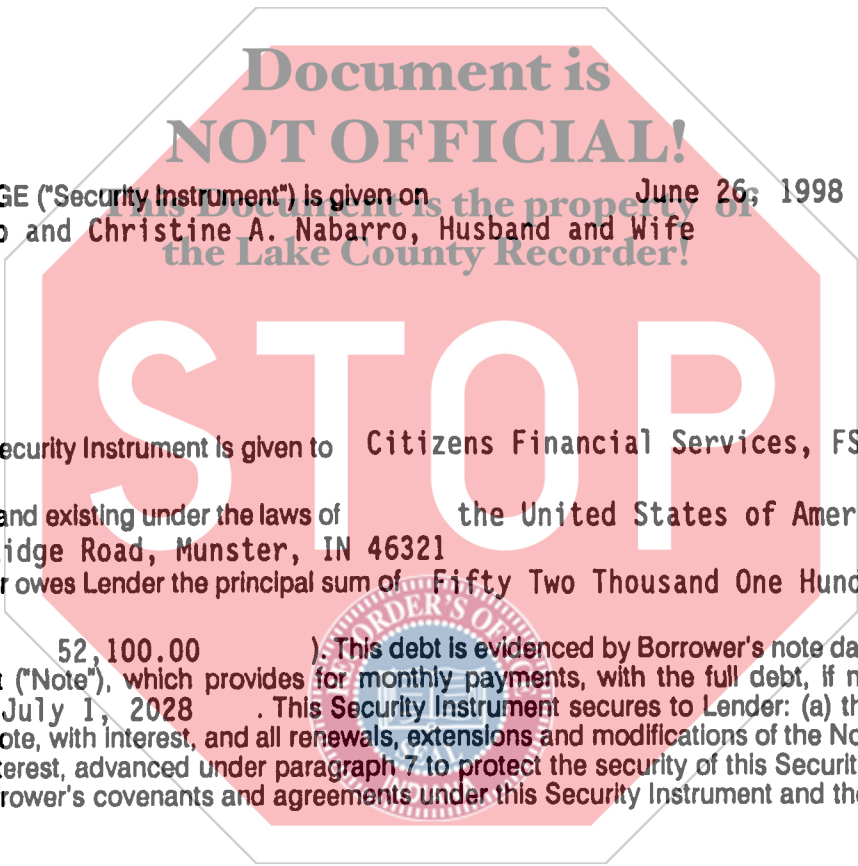 Document is
NOT OFFICIAL!
GE ("Security Instrument") is given on June 26, 1998
This Document is the property of
o and Christine A. Nabarro, Husband and Wife
the Lake County Recorder!
STOP
ecurity Instrument is given to Citizens Financial Services, FS
and existing under the laws of the United States of Amer
idge Road, Munster, IN 46321
r owes Lender the principal sum of Fifty Two Thousand One Hund
RECORDER'S OFFICE
52,100.00 ). This debt is evidenced by Borrower's note da
t ("Note"), which provides for monthly payments, with the full debt, if n
July 1, 2028 . This Security Instrument secures to Lender: (a) th
ote, with interest, and all renewals, extensions and modifications of the No
SEAL
terest, advanced under paragraph 7 to protect the security of this Securit
rower's covenants and agreements under this Security Instrument and the
INDIANA